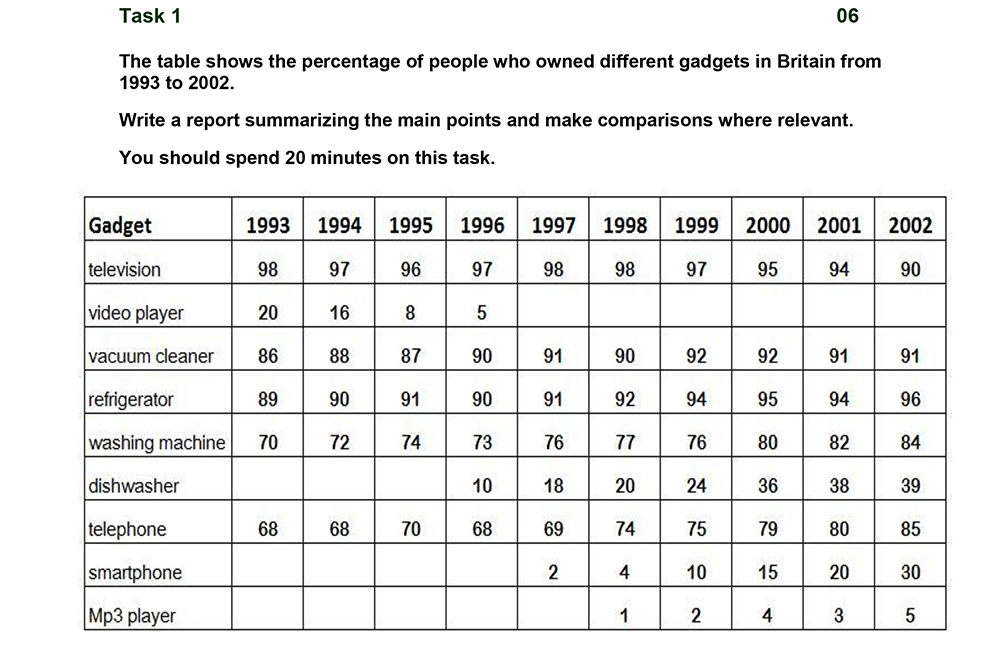 Task 1 06
The table shows the percentage of people who owned different gadgets in Britain from
1993 to 2002.
Write a report summarizing the main points and make comparisons where relevant.
You should spend 20 minutes on this task.
Gadget 1993 1994 1995 1996 1997 1998 1999 2000 2001 2002
television 98 97 96 97 98 98 97 95 94 90
video player 20 16 8 5
vacuum cleaner 86 88 87 90 91 90 92 92 91 91
refrigerator 89 90 91 90 91 92 94 95 94 96
washing machine 70 72 74 73 76 77 76 80 82 84
dishwasher 10 18 20 24 36 38 39
telephone 68 68 70 68 69 74 75 79 80 85
smartphone 2 4 10 15 20 30
Mp3 player 1 2 4 3 5